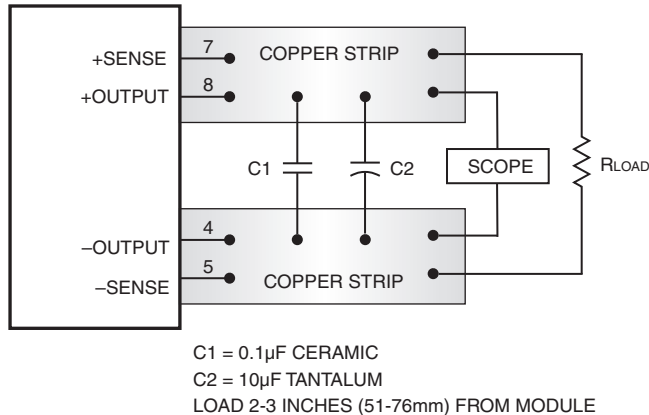 +SENSE 7 COPPER STRIP
+OUTPUT 8
C1 C2 SCOPE RLOAD
–OUTPUT 4
–SENSE 5 COPPER STRIP
C1 = 0.1µF CERAMIC
C2 = 10µF TANTALUM
LOAD 2-3 INCHES (51-76mm) FROM MODULE